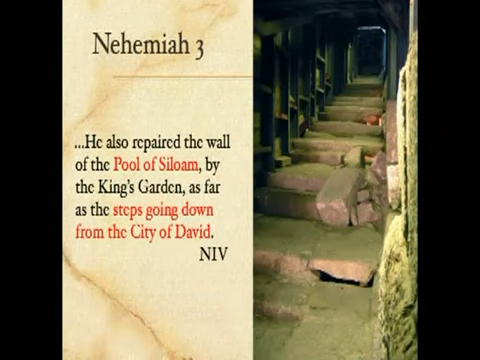 Nehemiah 3
...He also repaired the wall
of the Pool of Siloam, by
the King's Garden, as far
as the steps going down
from the City of David.
NIV